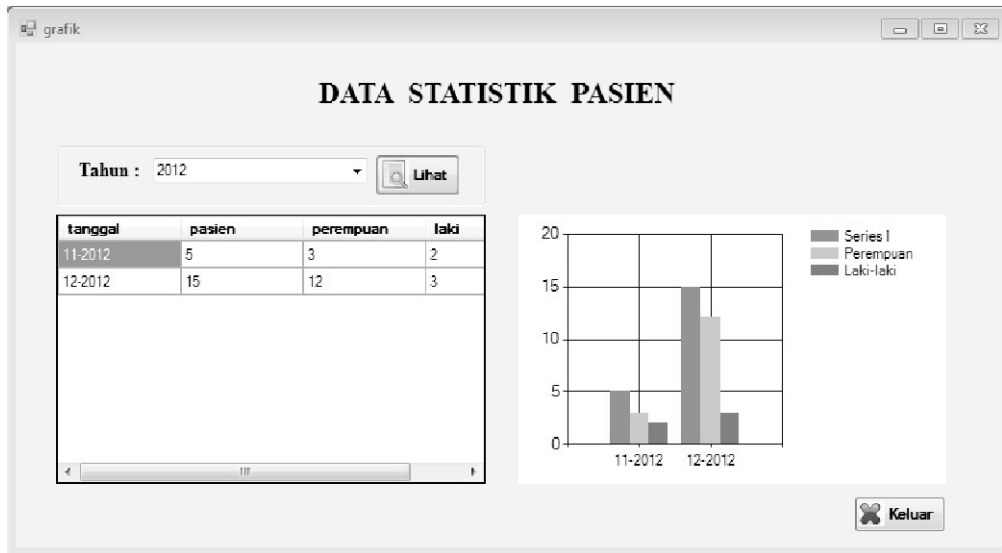 grafik
DATA STATISTIK PASIEN
Tahun : 2012 Lihat
tanggal pasien perempuan laki
11-2012 5 3 2
12-2012 15 12 3
20
15
10
5
0
11-2012 12-2012
Series1
Perempuan
Laki-laki
Keluar